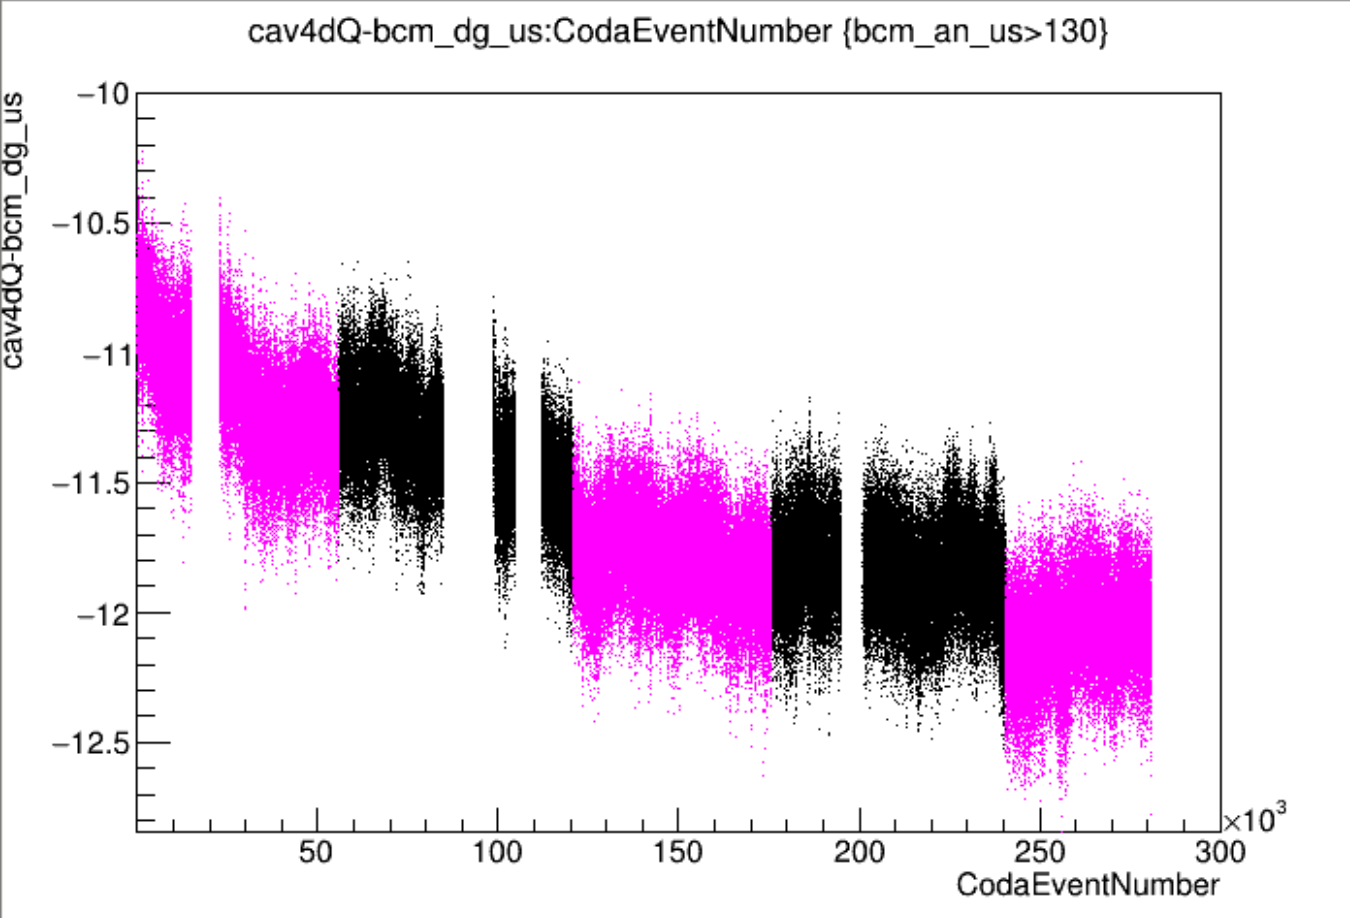 cav4dQ-bcm_dg_us:CodaEventNumber {bcm_an_us>130}
cav4dQ-bcm_dg_us
−10
−10.5
−11
−11.5
−12
−12.5
50 100 150 200 250 300
×10³
CodaEventNumber